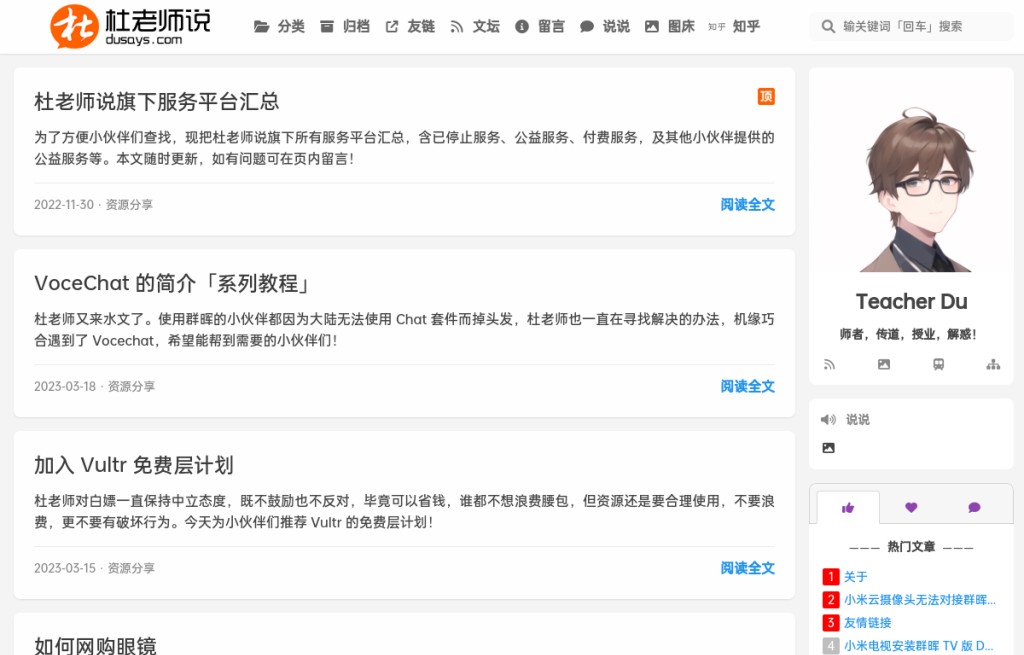 杜老师说
dusays.com
分类 归档 友链 文坛 留言 说说 图床 知乎 知乎
输关键词「回车」搜索
杜老师说旗下服务平台汇总
顶
为了方便小伙伴们查找，现把杜老师说旗下所有服务平台汇总，含已停止服务、公益服务、付费服务，及其他小伙伴提供的
公益服务等。本文随时更新，如有问题可在页内留言！
2022-11-30 · 资源分享
阅读全文
VoceChat 的简介「系列教程」
杜老师又来水文了。使用群晖的小伙伴都因为大陆无法使用 Chat 套件而掉头发，杜老师也一直在寻找解决的办法，机缘巧
合遇到了 Vocechat，希望能帮到需要的小伙伴们！
2023-03-18 · 资源分享
阅读全文
加入 Vultr 免费层计划
杜老师对白嫖一直保持中立态度，既不鼓励也不反对，毕竟可以省钱，谁都不想浪费腰包，但资源还是要合理使用，不要浪
费，更不要有破坏行为。今天为小伙伴们推荐 Vultr 的免费层计划！
2023-03-15 · 资源分享
阅读全文
如何网购眼镜
Teacher Du
师者，传道，授业，解惑！
说说
——— 热门文章 ———
1 关于
2 小米云摄像头无法对接群晖...
3 友情链接
4 小米电视安装群晖 TV 版 D...